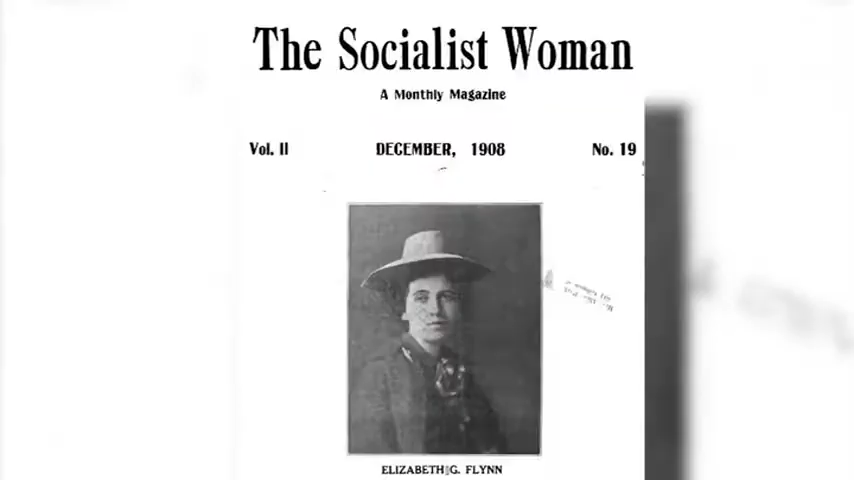 The Socialist Woman
A Monthly Magazine
Vol. II DECEMBER, 1908 No. 19
ELIZABETH G. FLYNN